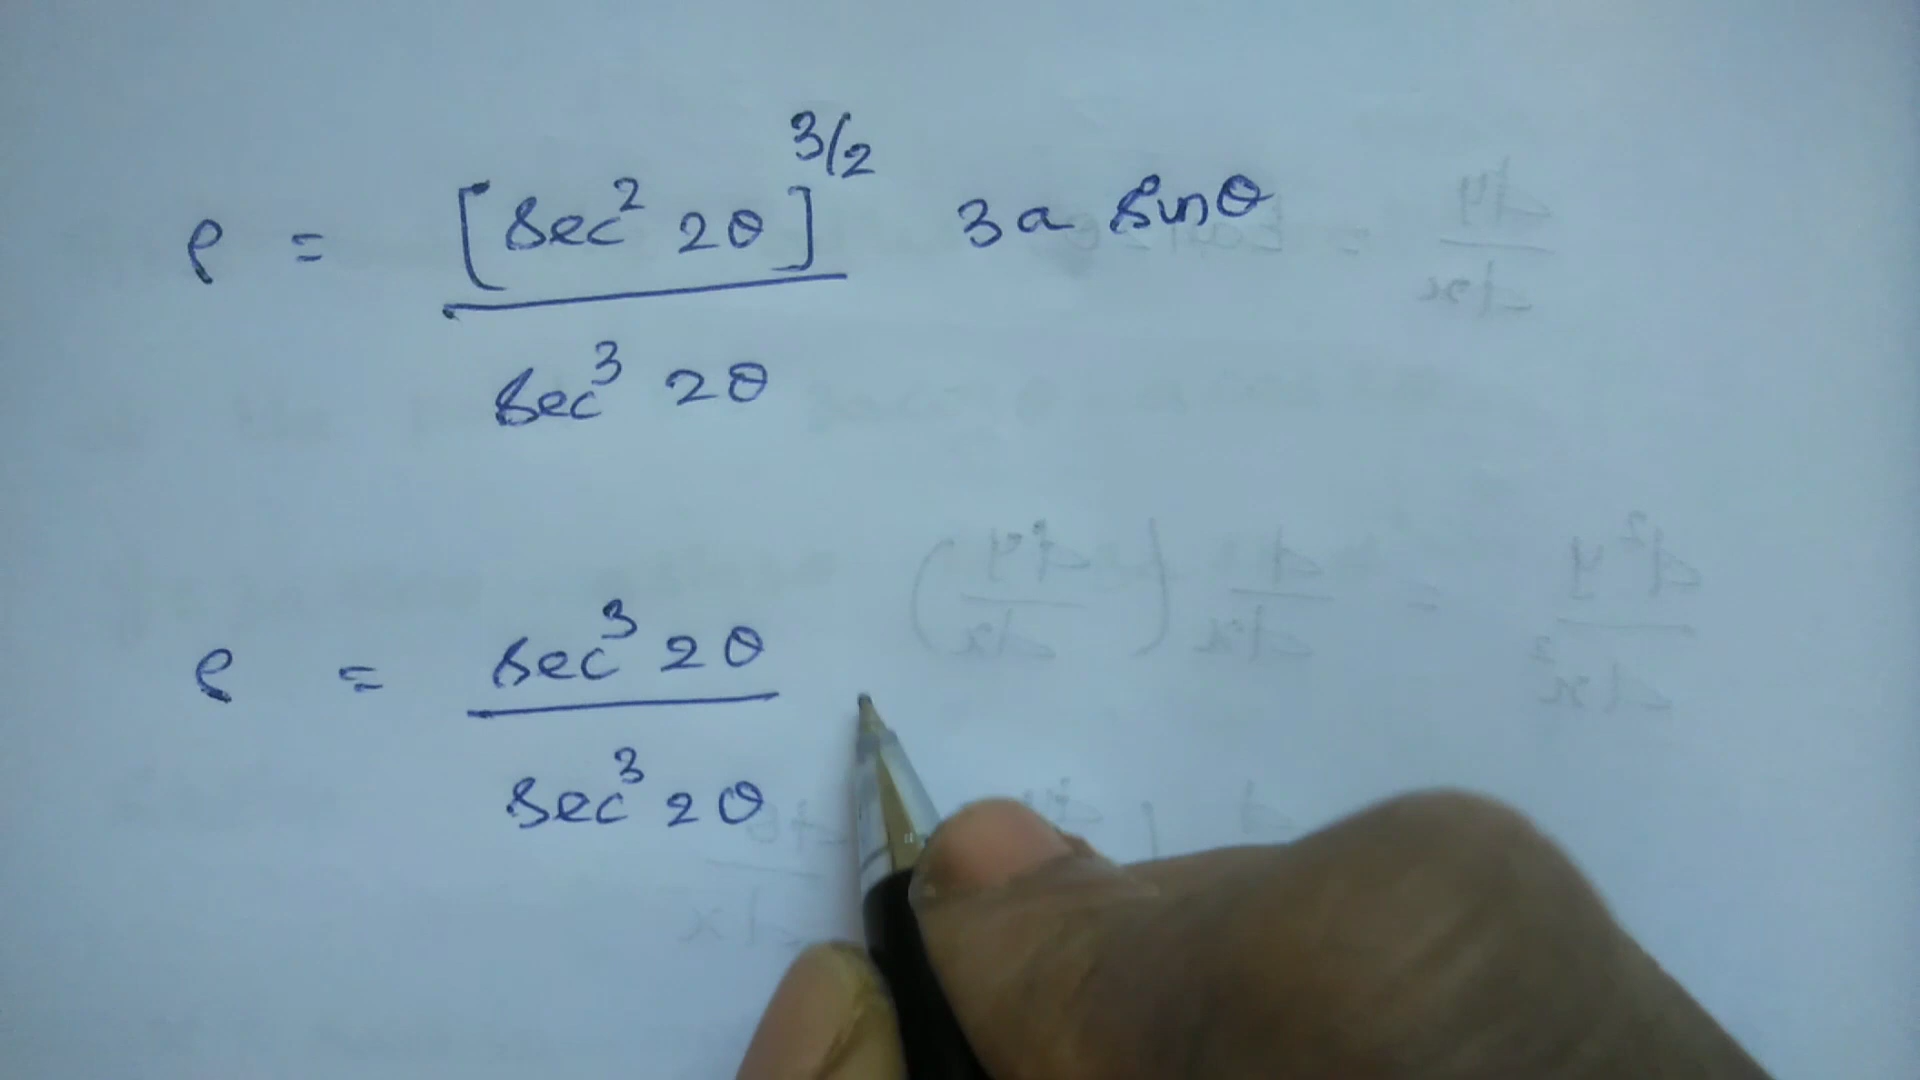 ρ = [sec² 2θ]^3/2 / sec³ 2θ 3a sinθ
ρ = sec³ 2θ / sec³ 2θ